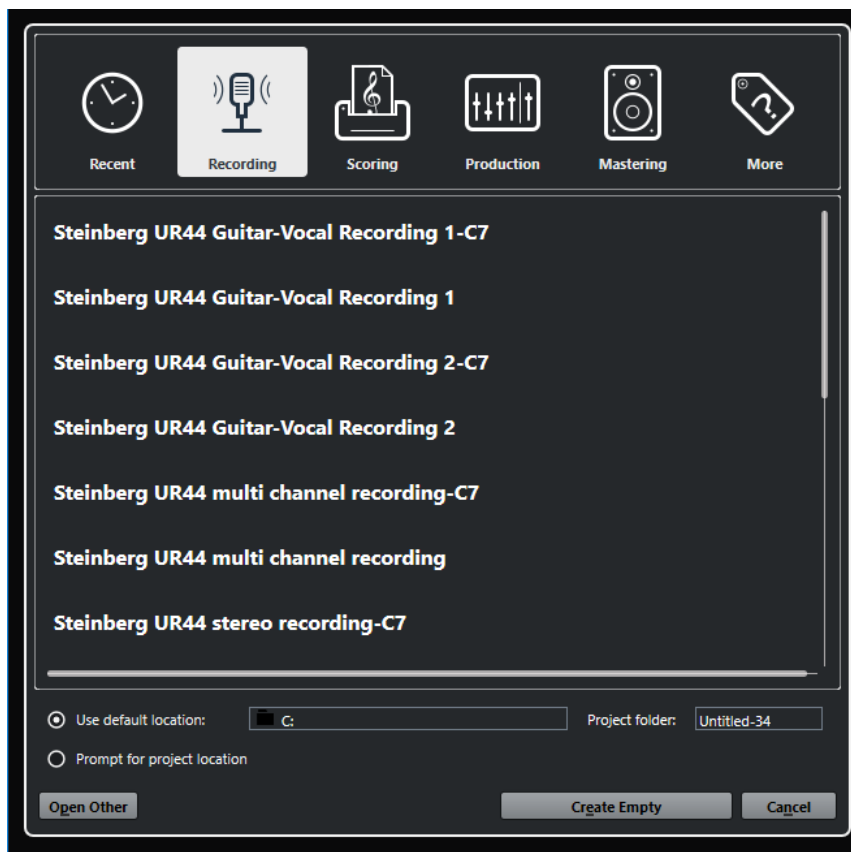 Recent Recording Scoring Production Mastering More
Steinberg UR44 Guitar-Vocal Recording 1-C7
Steinberg UR44 Guitar-Vocal Recording 1
Steinberg UR44 Guitar-Vocal Recording 2-C7
Steinberg UR44 Guitar-Vocal Recording 2
Steinberg UR44 multi channel recording-C7
Steinberg UR44 multi channel recording
Steinberg UR44 stereo recording-C7
Use default location: C: Project folder: Untitled-34
Prompt for project location
Open Other Create Empty Cancel